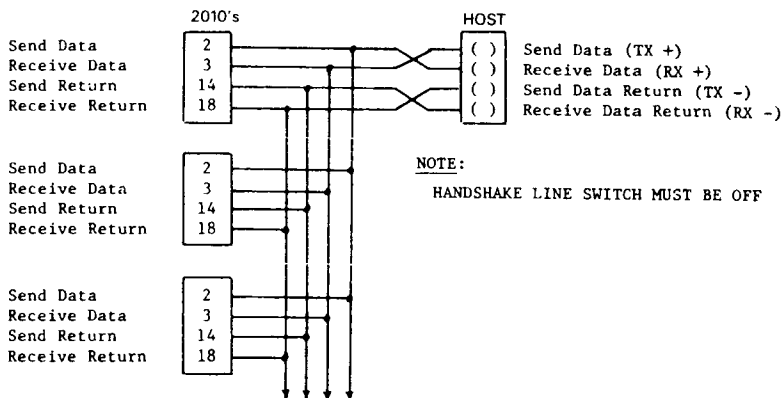 2010's HOST
Send Data 2 ( ) Send Data (TX +)
Receive Data 3 ( ) Receive Data (RX +)
Send Return 14 ( ) Send Data Return (TX -)
Receive Return 18 ( ) Receive Data Return (RX -)
NOTE:
HANDSHAKE LINE SWITCH MUST BE OFF
Send Data 2
Receive Data 3
Send Return 14
Receive Return 18
Send Data 2
Receive Data 3
Send Return 14
Receive Return 18